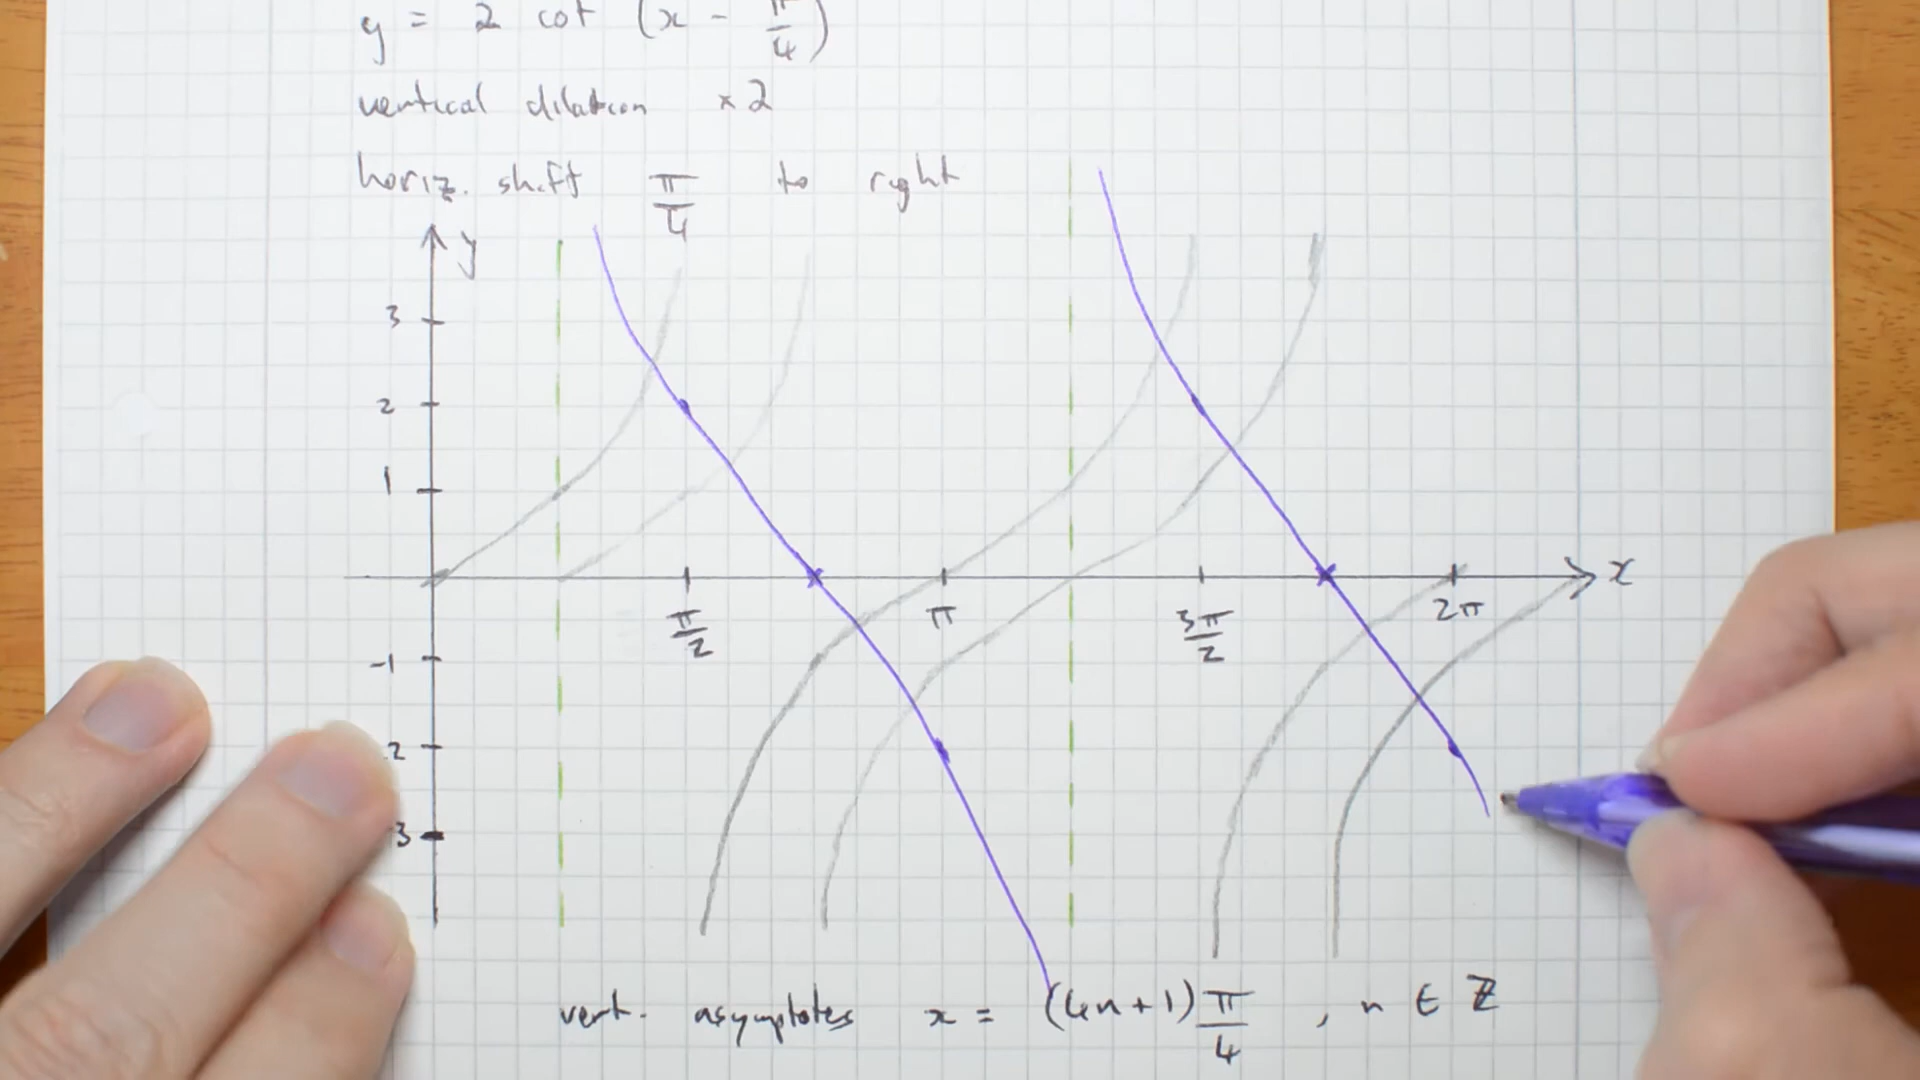 y = 2 cot (x - π/4)
vertical dilation × 2
horiz. shift π/4 to right
y
3
2
1
x
π/2 π 3π/2 2π
-1
2
3
vert. asymptotes x = (4n+1) π/4 , n ∈ ℤ